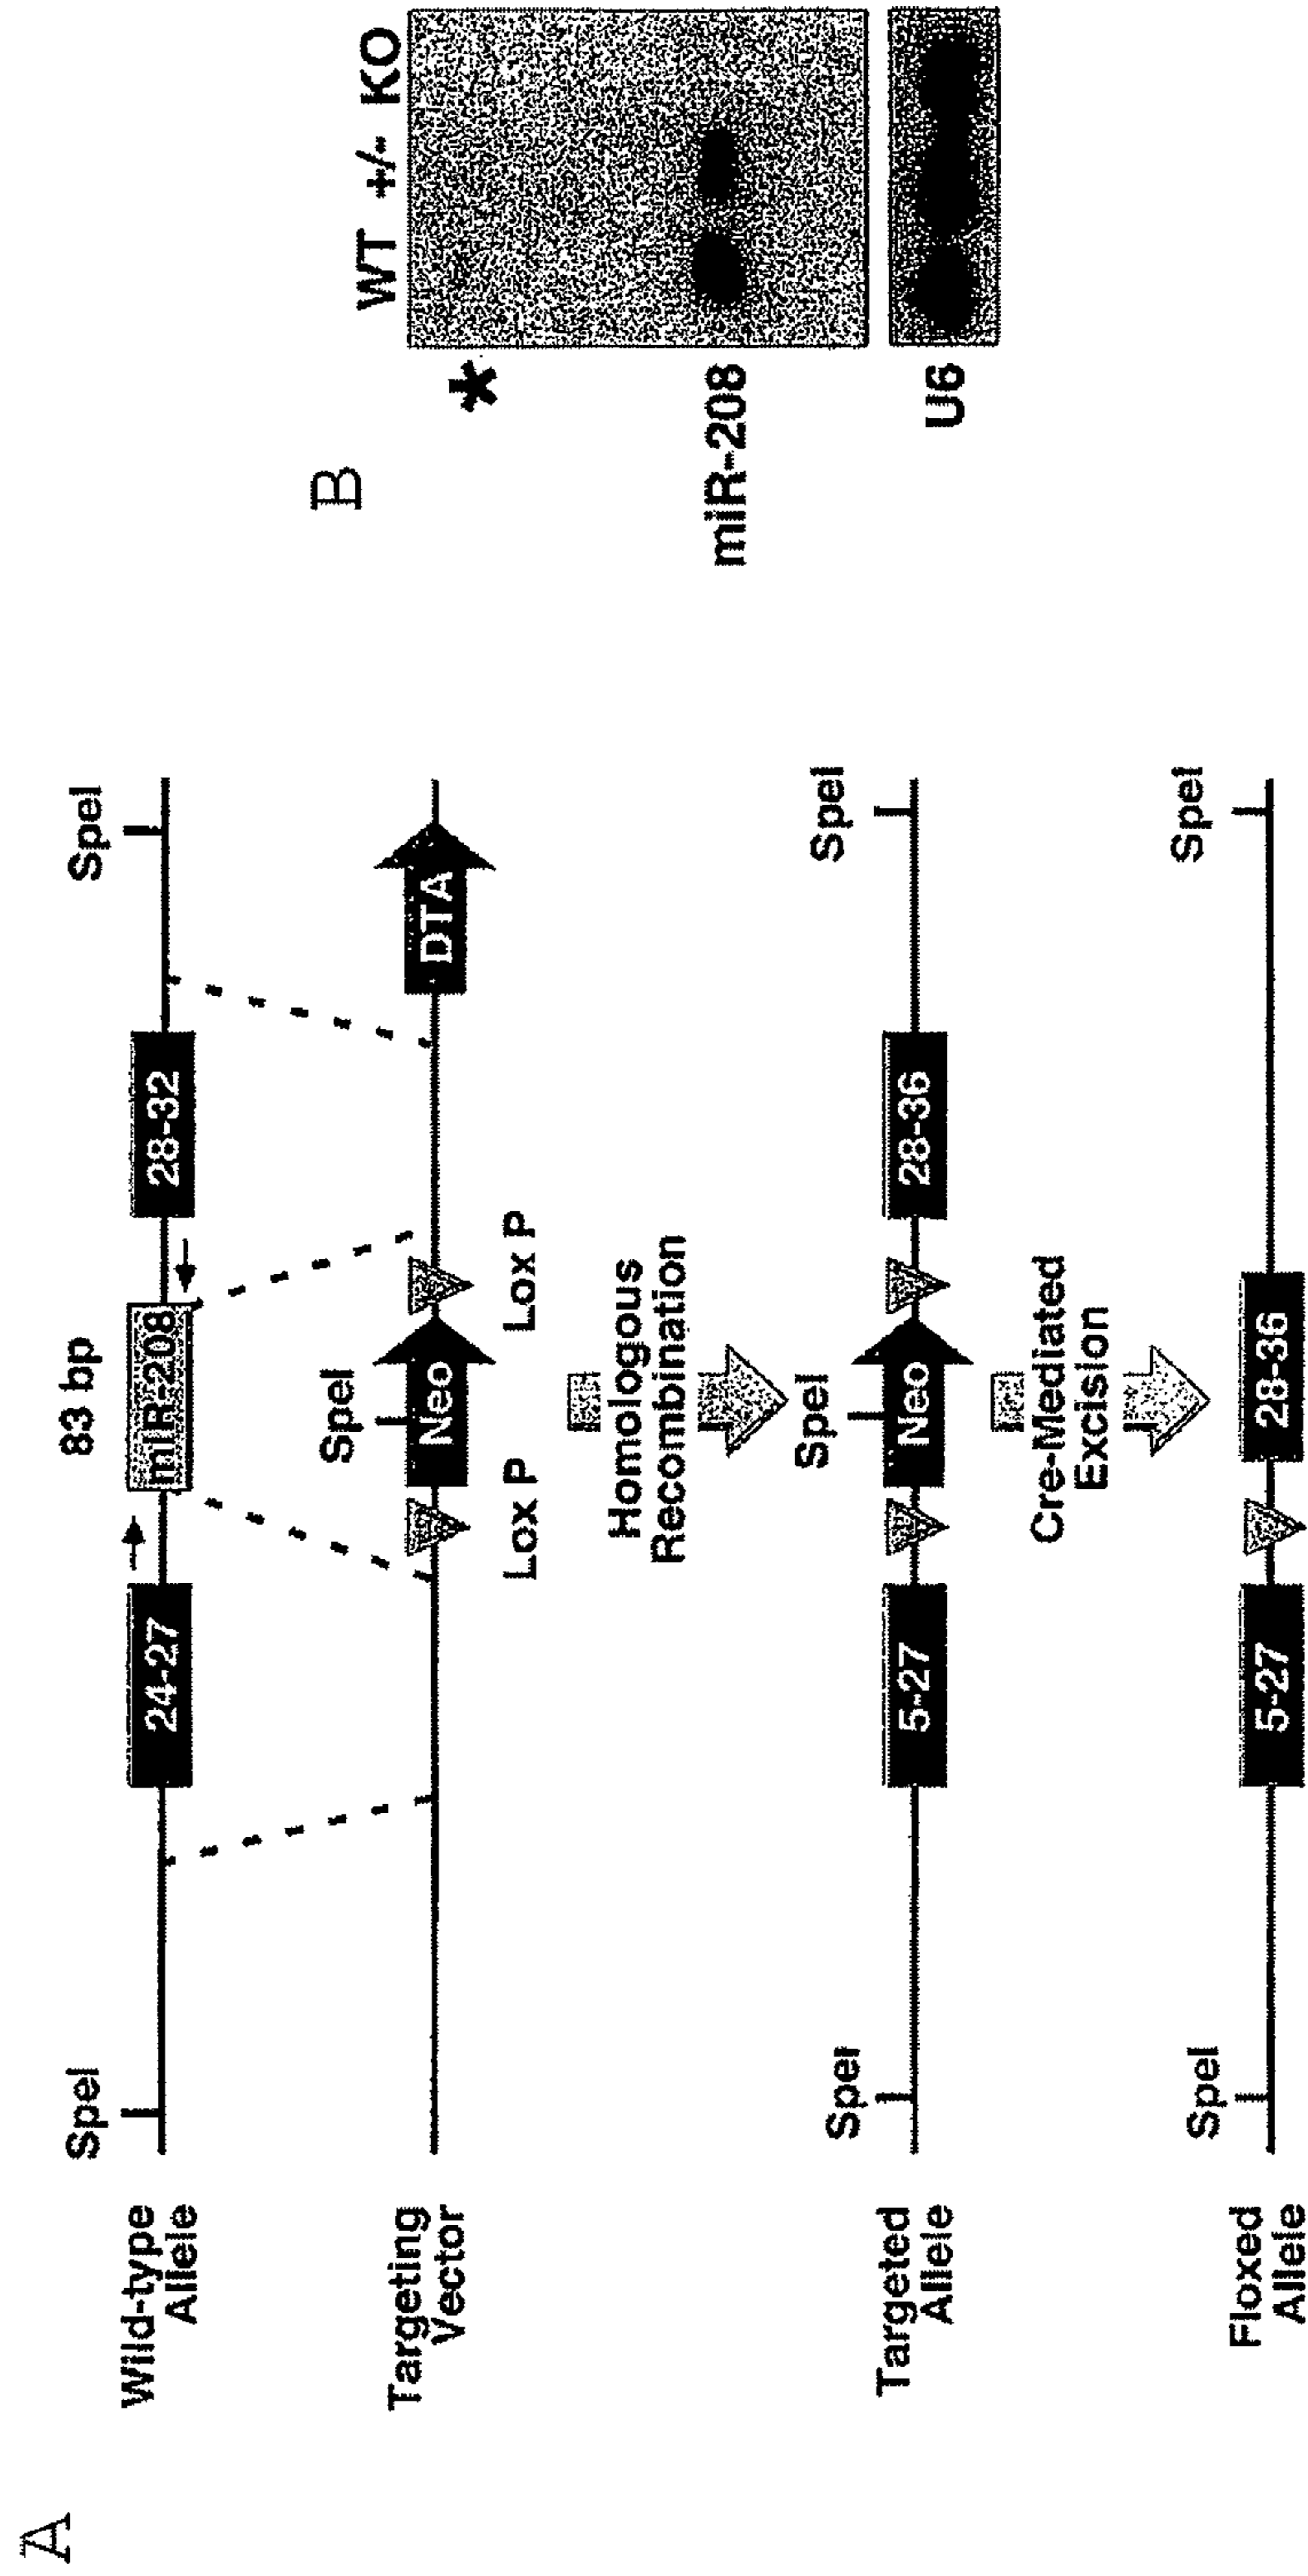 A
Wild-type
Allele
SpeI
24-27
83 bp
miR-208
28-32
SpeI
Targeting
Vector
Lox P
SpeI
Neo
Lox P
DTA
Homologous
Recombination
Targeted
Allele
SpeI
5-27
SpeI
Neo
28-36
SpeI
Cre-Mediated
Excision
Floxed
Allele
SpeI
5-27
28-36
SpeI
B
WT +/- KO
*
miR-208
U6